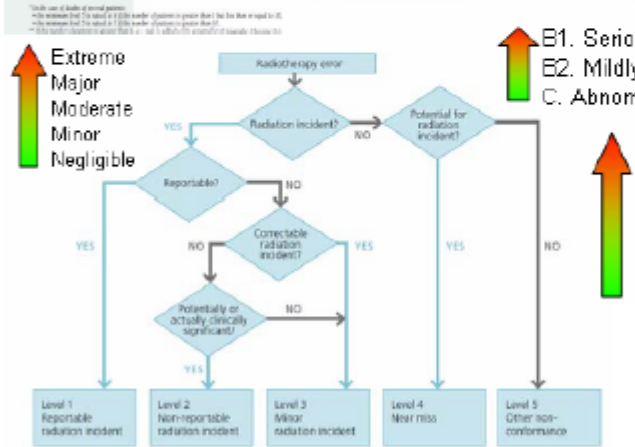 Extreme
Major
Moderate
Minor
Negligible
B1. Serio
B2. Mildly
C. Abnom
Radiotherapy error
Radiation incident?
Potential for
radiation
incident?
YES
NO
Reportable?
NO
YES
Correctable
radiation
incident?
NO
YES
YES
NO
Potentially or
actually clinically
significant?
NO
YES
Level 1
Reportable
radiation incident
Level 2
Non-reportable
radiation incident
Level 3
Minor
radiation incident
Level 4
Near miss
Level 5
Other non-
conformance